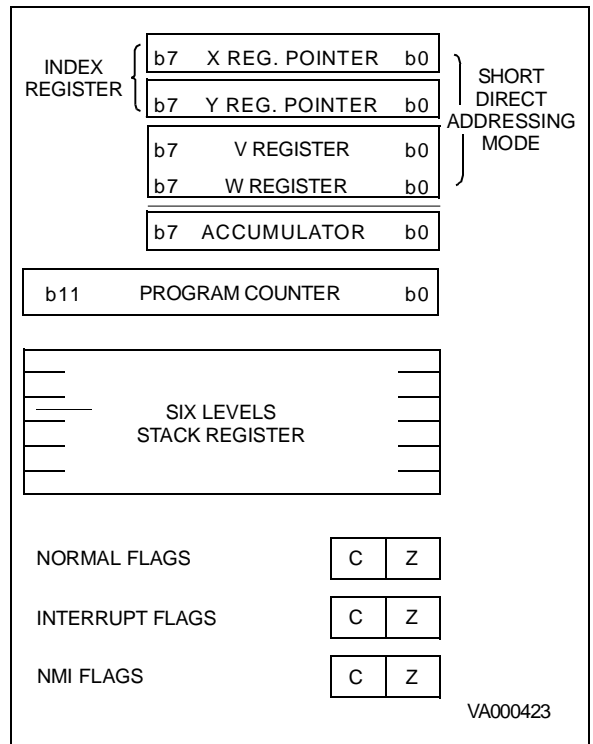 INDEX
REGISTER
b7 X REG. POINTER b0
b7 Y REG. POINTER b0
b7 V REGISTER b0
b7 W REGISTER b0
b7 ACCUMULATOR b0
SHORT
DIRECT
ADDRESSING
MODE
b11 PROGRAM COUNTER b0
SIX LEVELS
STACK REGISTER
NORMAL FLAGS C Z
INTERRUPT FLAGS C Z
NMI FLAGS C Z
VA000423